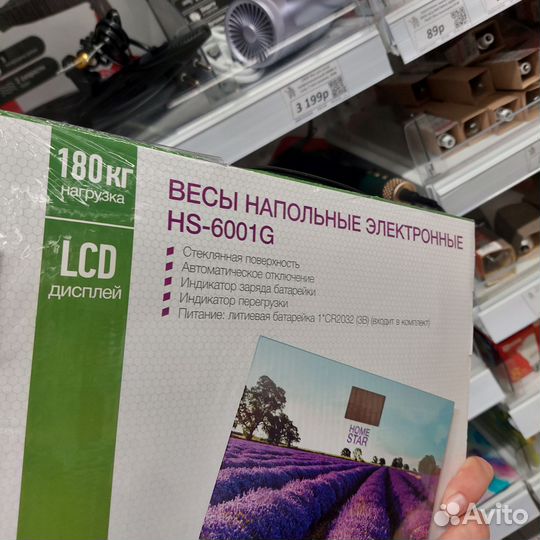 89р
3 199р
180 кг
нагрузка
LCD
дисплей
ВЕСЫ НАПОЛЬНЫЕ ЭЛЕКТРОННЫЕ
HS-6001G
Стеклянная поверхность
Автоматическое отключение
Индикатор заряда батарейки
Индикатор перегрузки
Питание: литиевая батарейка 1*CR2032 (3В) (входит в комплект)
HOME
STAR
Avito